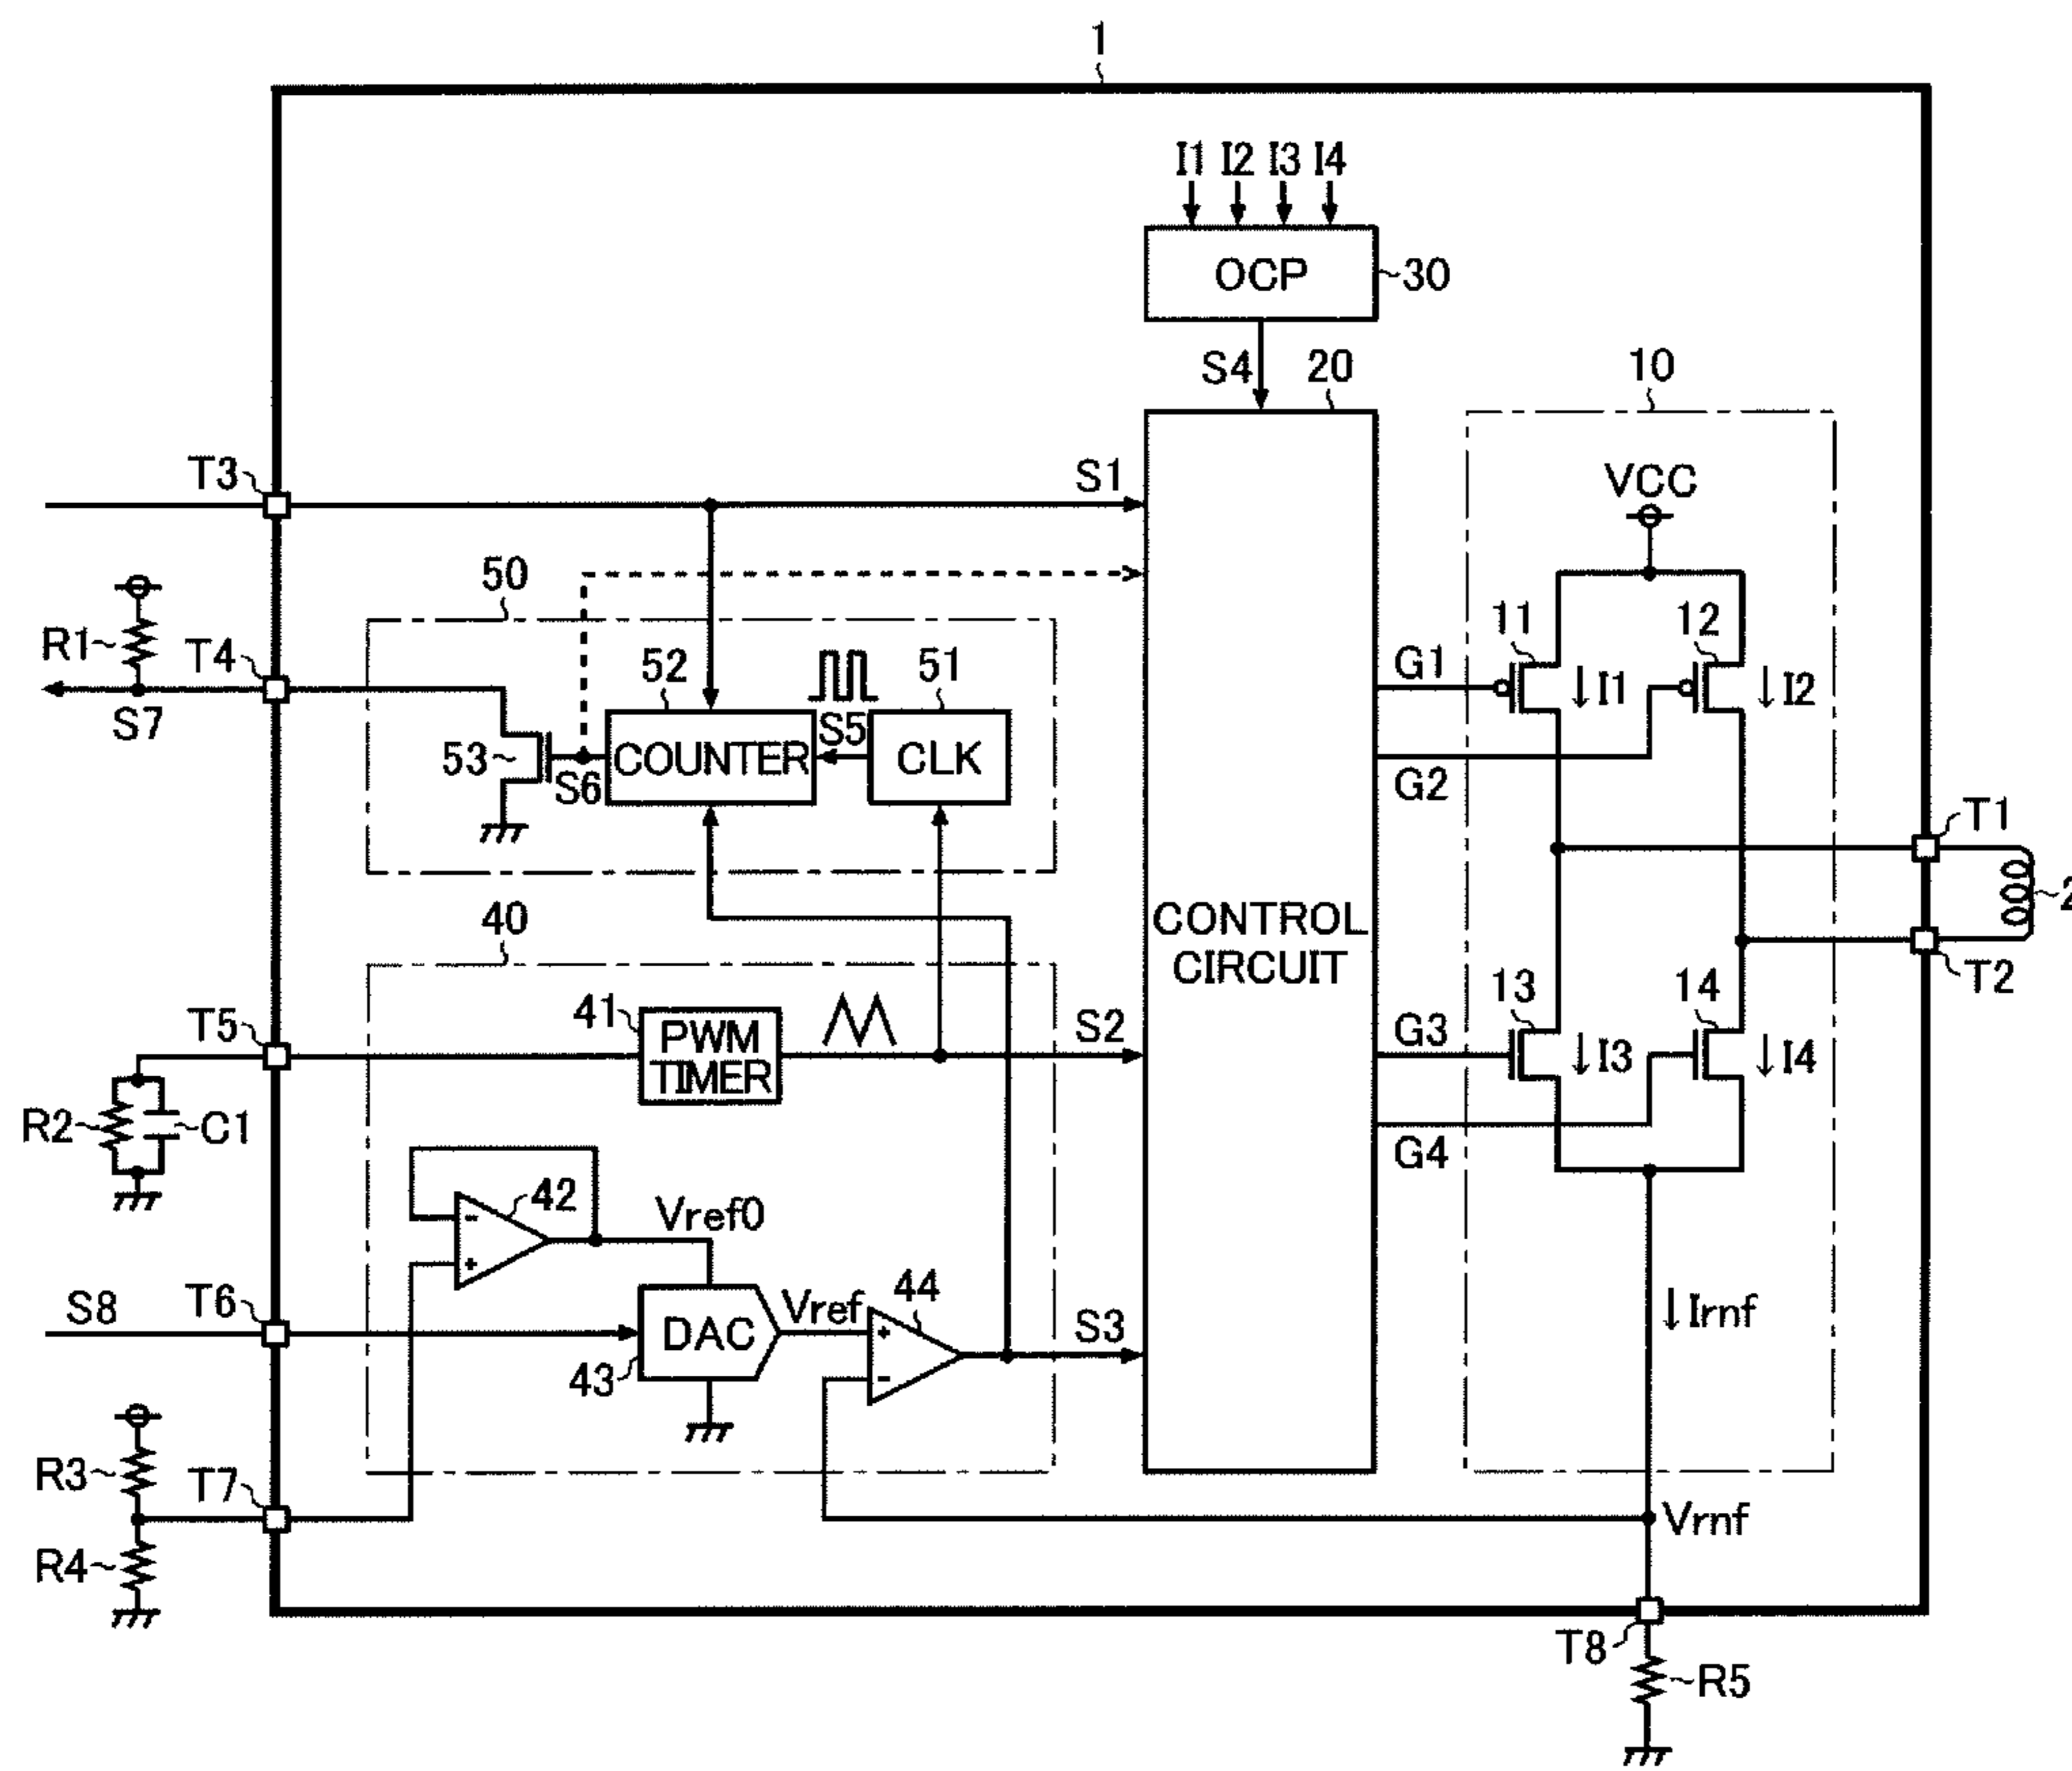 1
I1 I2 I3 I4
OCP
30
S4
20
10
T3
S1
VCC
50
R1
T4
S7
52
51
S5
53
S6
COUNTER
CLK
11
12
G1
I1
I2
G2
T1
2
T2
40
CONTROL
CIRCUIT
T5
41
PWM
TIMER
S2
G3
13
14
I3
I4
R2
C1
G4
42
Vref0
S8
T6
DAC
43
Vref
44
S3
Irnf
R3
T7
R4
Vrnf
T8
R5